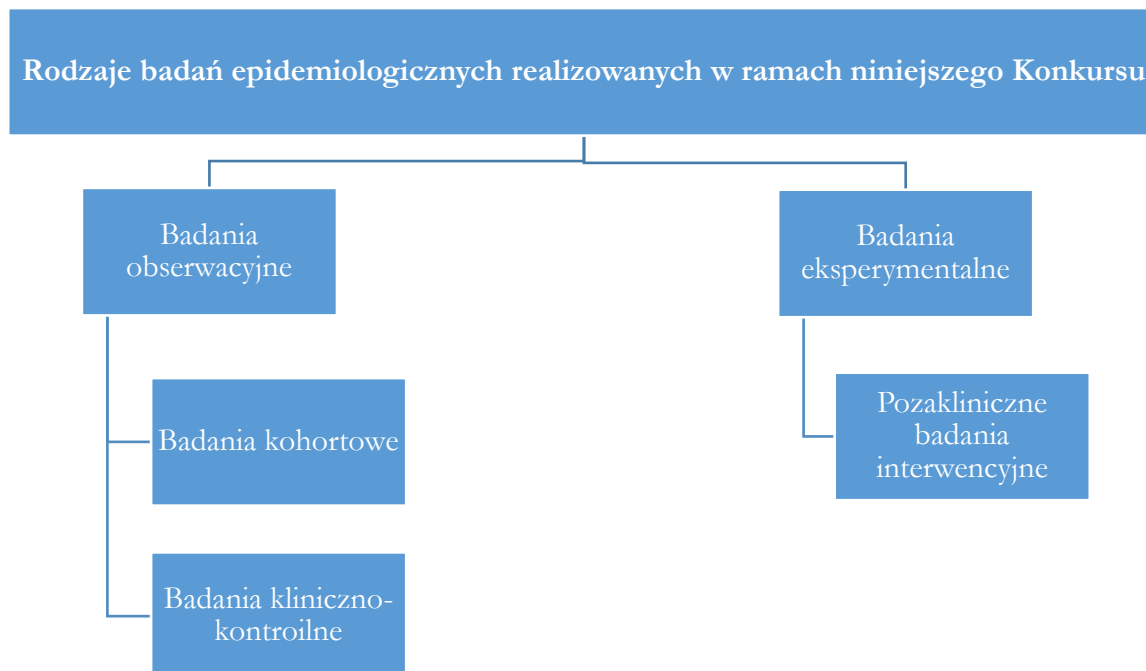 Rodzaje badań epidemiologicznych realizowanych w ramach niniejszego Konkursu
Badania
obserwacyjne
Badania
eksperymentalne
Badania kohortowe
Pozakliniczne
badania
interwencyjne
Badania kliniczno-
kontroilne